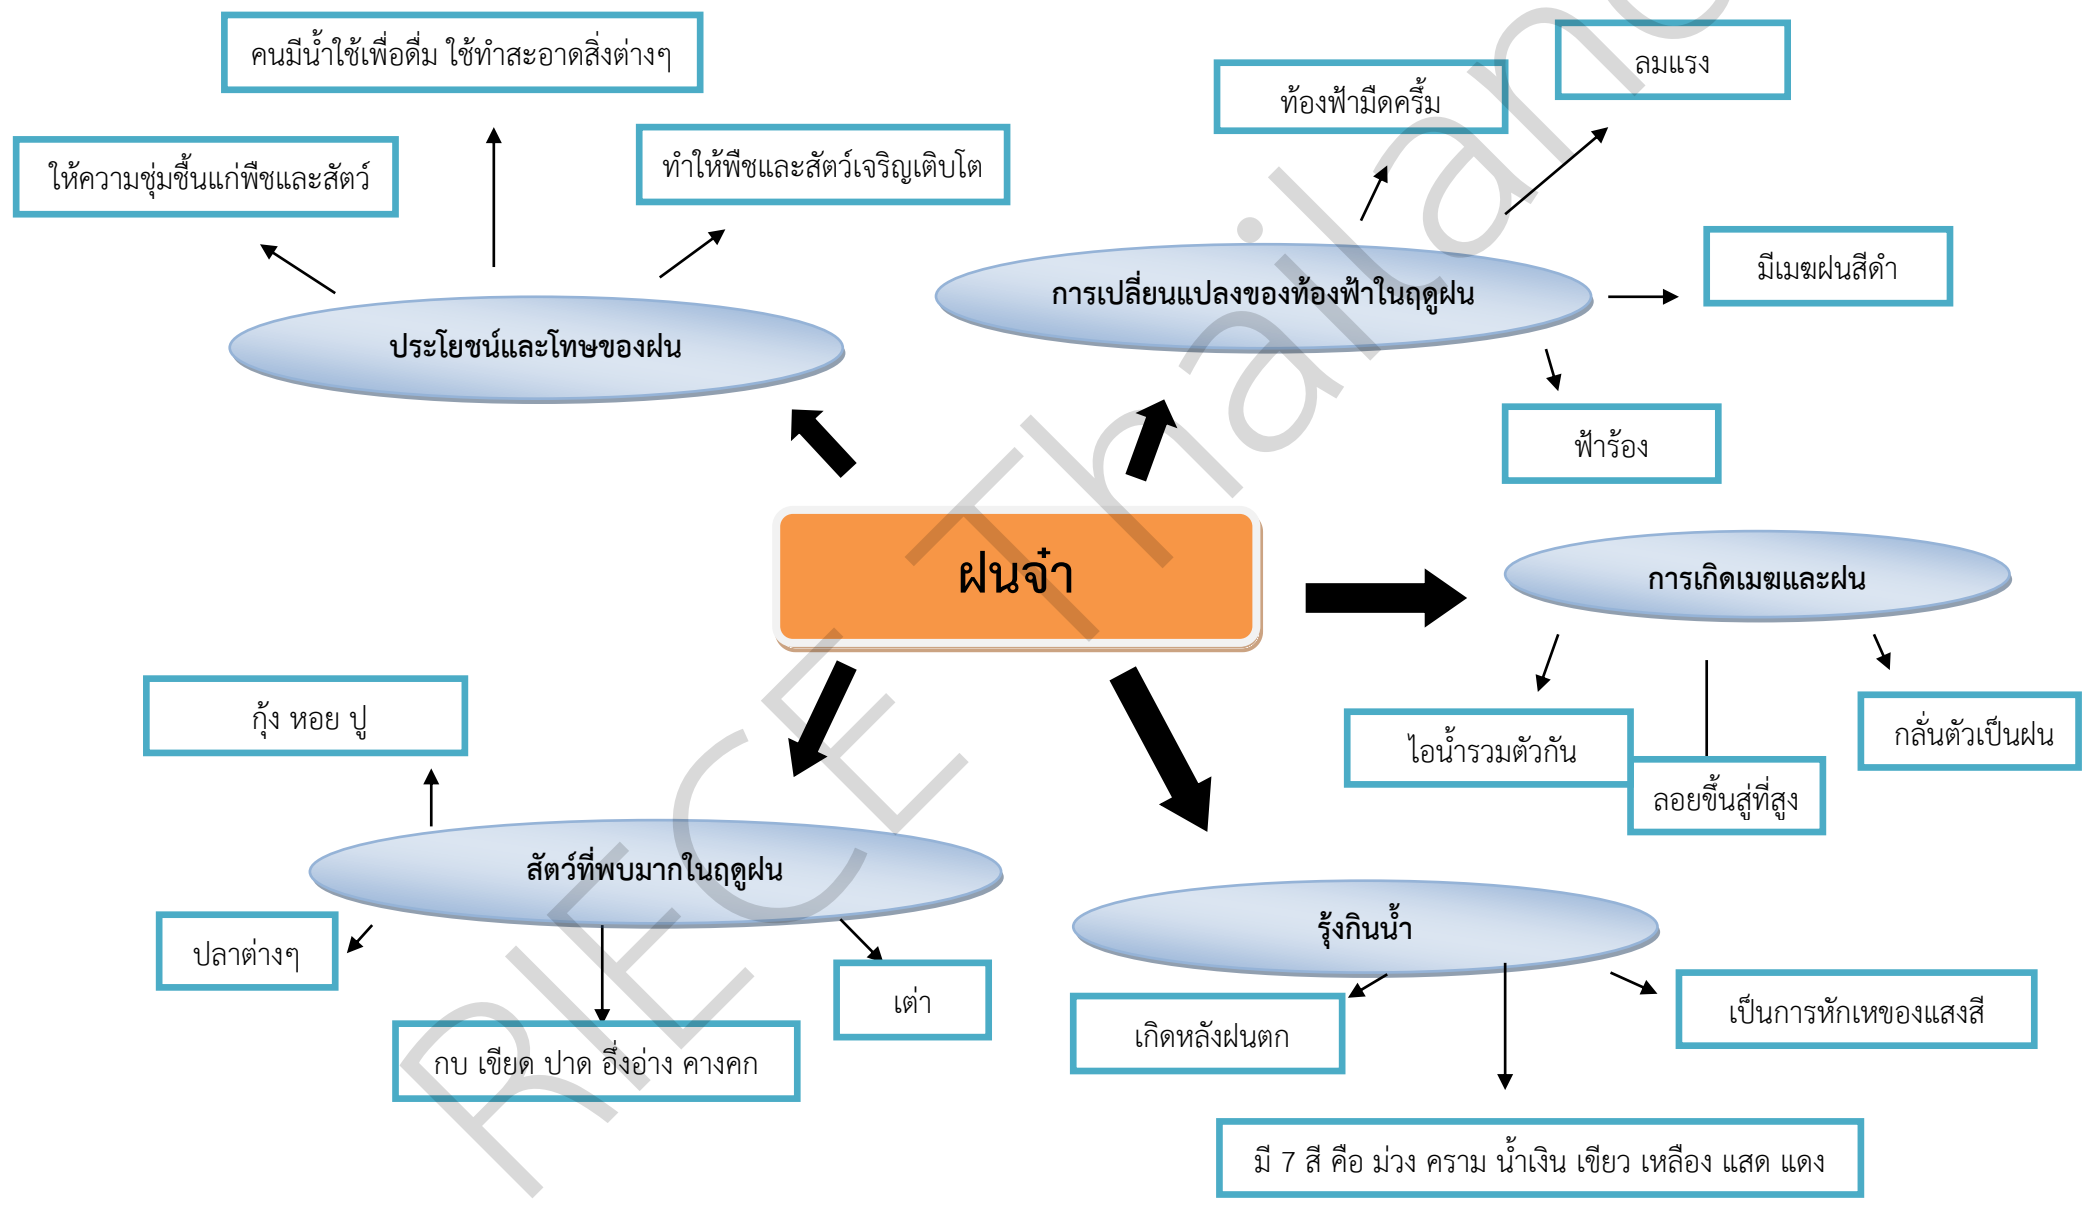 คนมีน้ำใช้เพื่อดื่ม ใช้ทำสะอาดสิ่งต่างๆ
ให้ความชุ่มชื้นแก่พืชและสัตว์
ทำให้พืชและสัตว์เจริญเติบโต
ประโยชน์และโทษของฝน
ท้องฟ้ามืดครึ้ม
ลมแรง
มีเมฆฝนสีดำ
การเปลี่ยนแปลงของท้องฟ้าในฤดูฝน
ฟ้าร้อง
ฝนจ๋า
การเกิดเมฆและฝน
ไอน้ำรวมตัวกัน
ลอยขึ้นสู่ที่สูง
กลั่นตัวเป็นฝน
กุ้ง หอย ปู
สัตว์ที่พบมากในฤดูฝน
ปลาต่างๆ
กบ เขียด ปาด อึ่งอ่าง คางคก
เต่า
รุ้งกินน้ำ
เกิดหลังฝนตก
เป็นการหักเหของแสงสี
มี 7 สี คือ ม่วง คราม น้ำเงิน เขียว เหลือง แสด แดง
RIECE Thailand